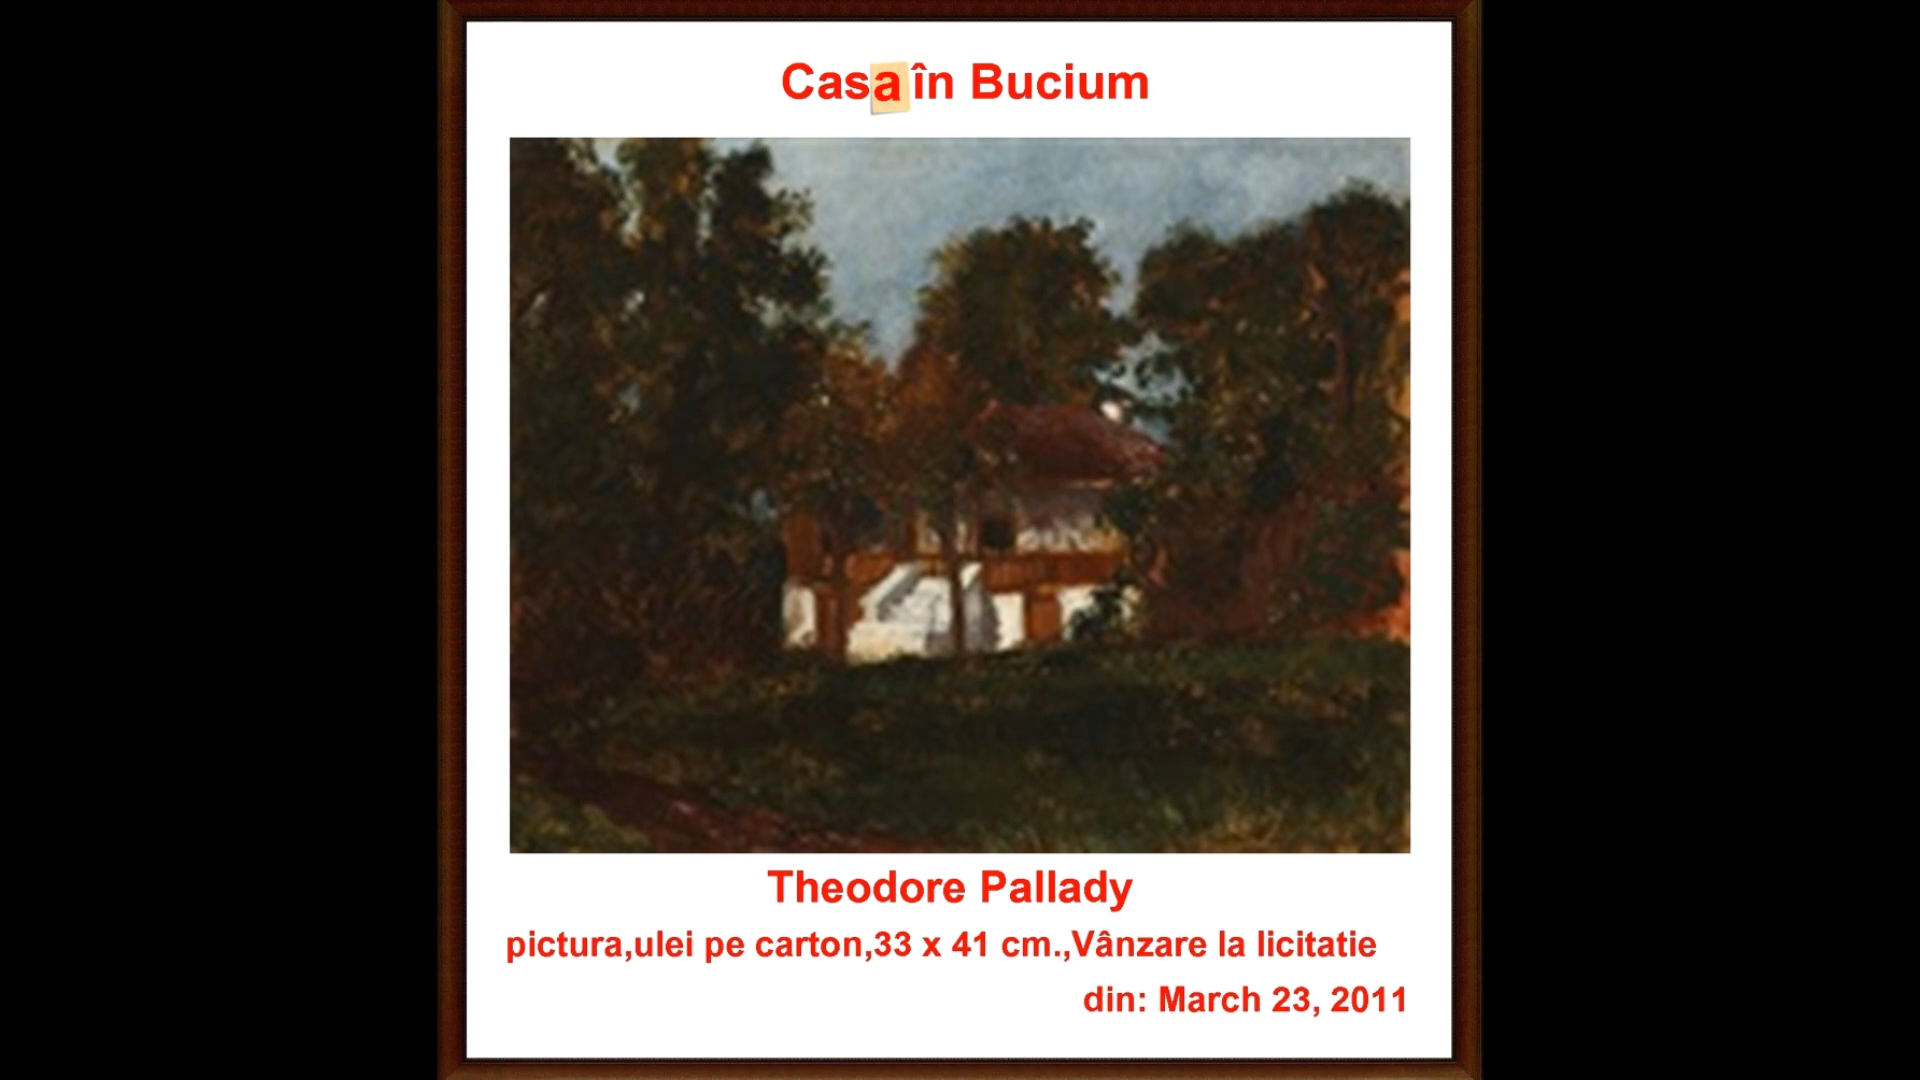 Casa în Bucium
Theodore Pallady
pictura,ulei pe carton,33 x 41 cm.,Vânzare la licitatie
din: March 23, 2011